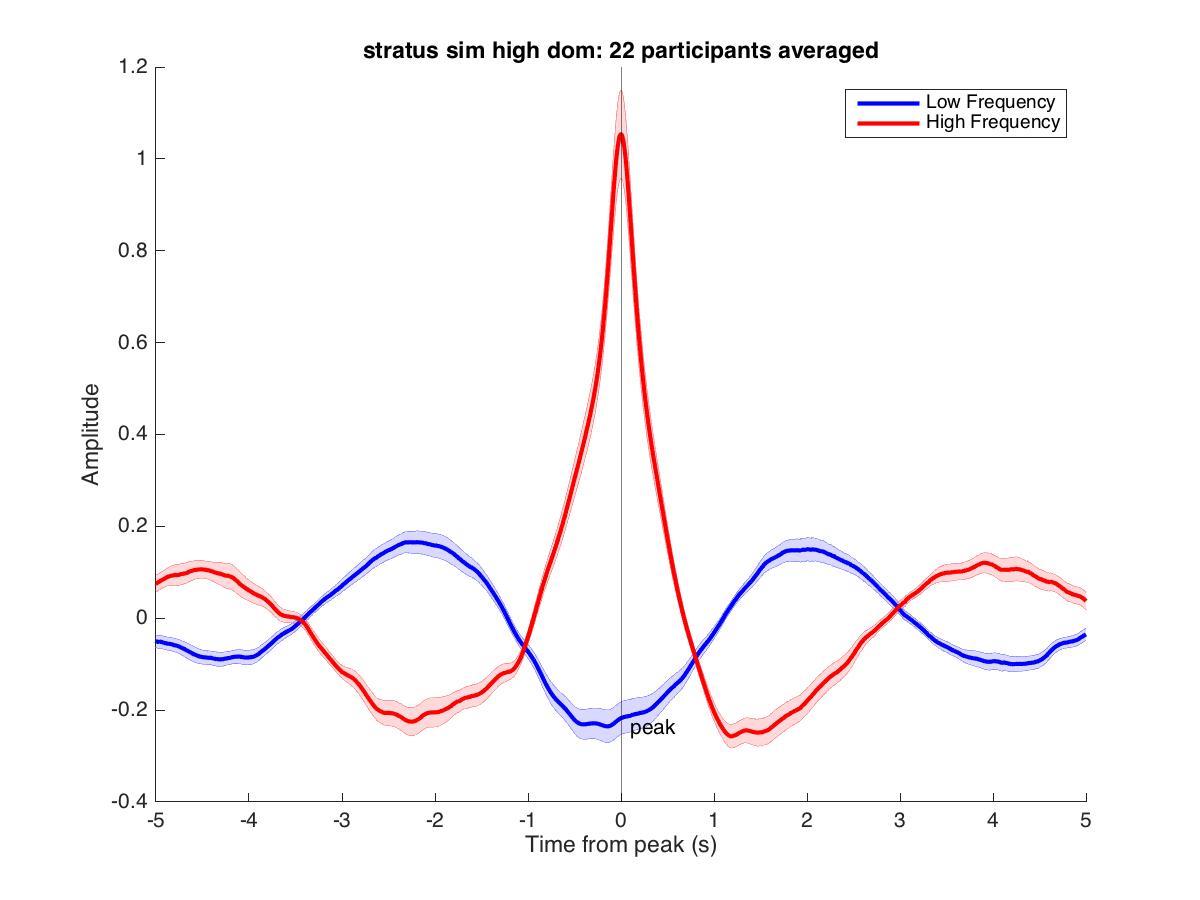 stratus sim high dom: 22 participants averaged
1.2
1
0.8
0.6
0.4
0.2
0
-0.2
-0.4
Amplitude
Low Frequency
High Frequency
peak
-5 -4 -3 -2 -1 0 1 2 3 4 5
Time from peak (s)